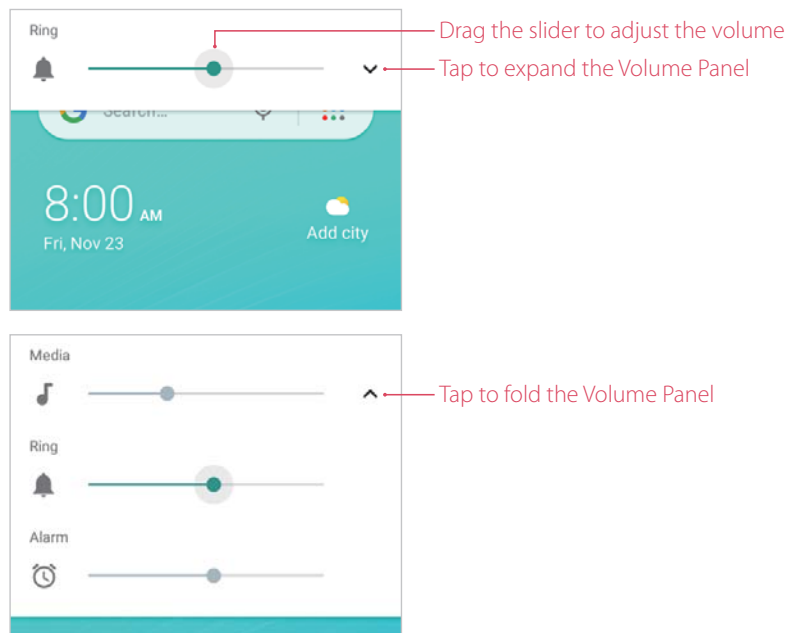 Ring
Drag the slider to adjust the volume
Tap to expand the Volume Panel
Search...
8:00 AM
Fri, Nov 23
Add city
Media
Tap to fold the Volume Panel
Ring
Alarm